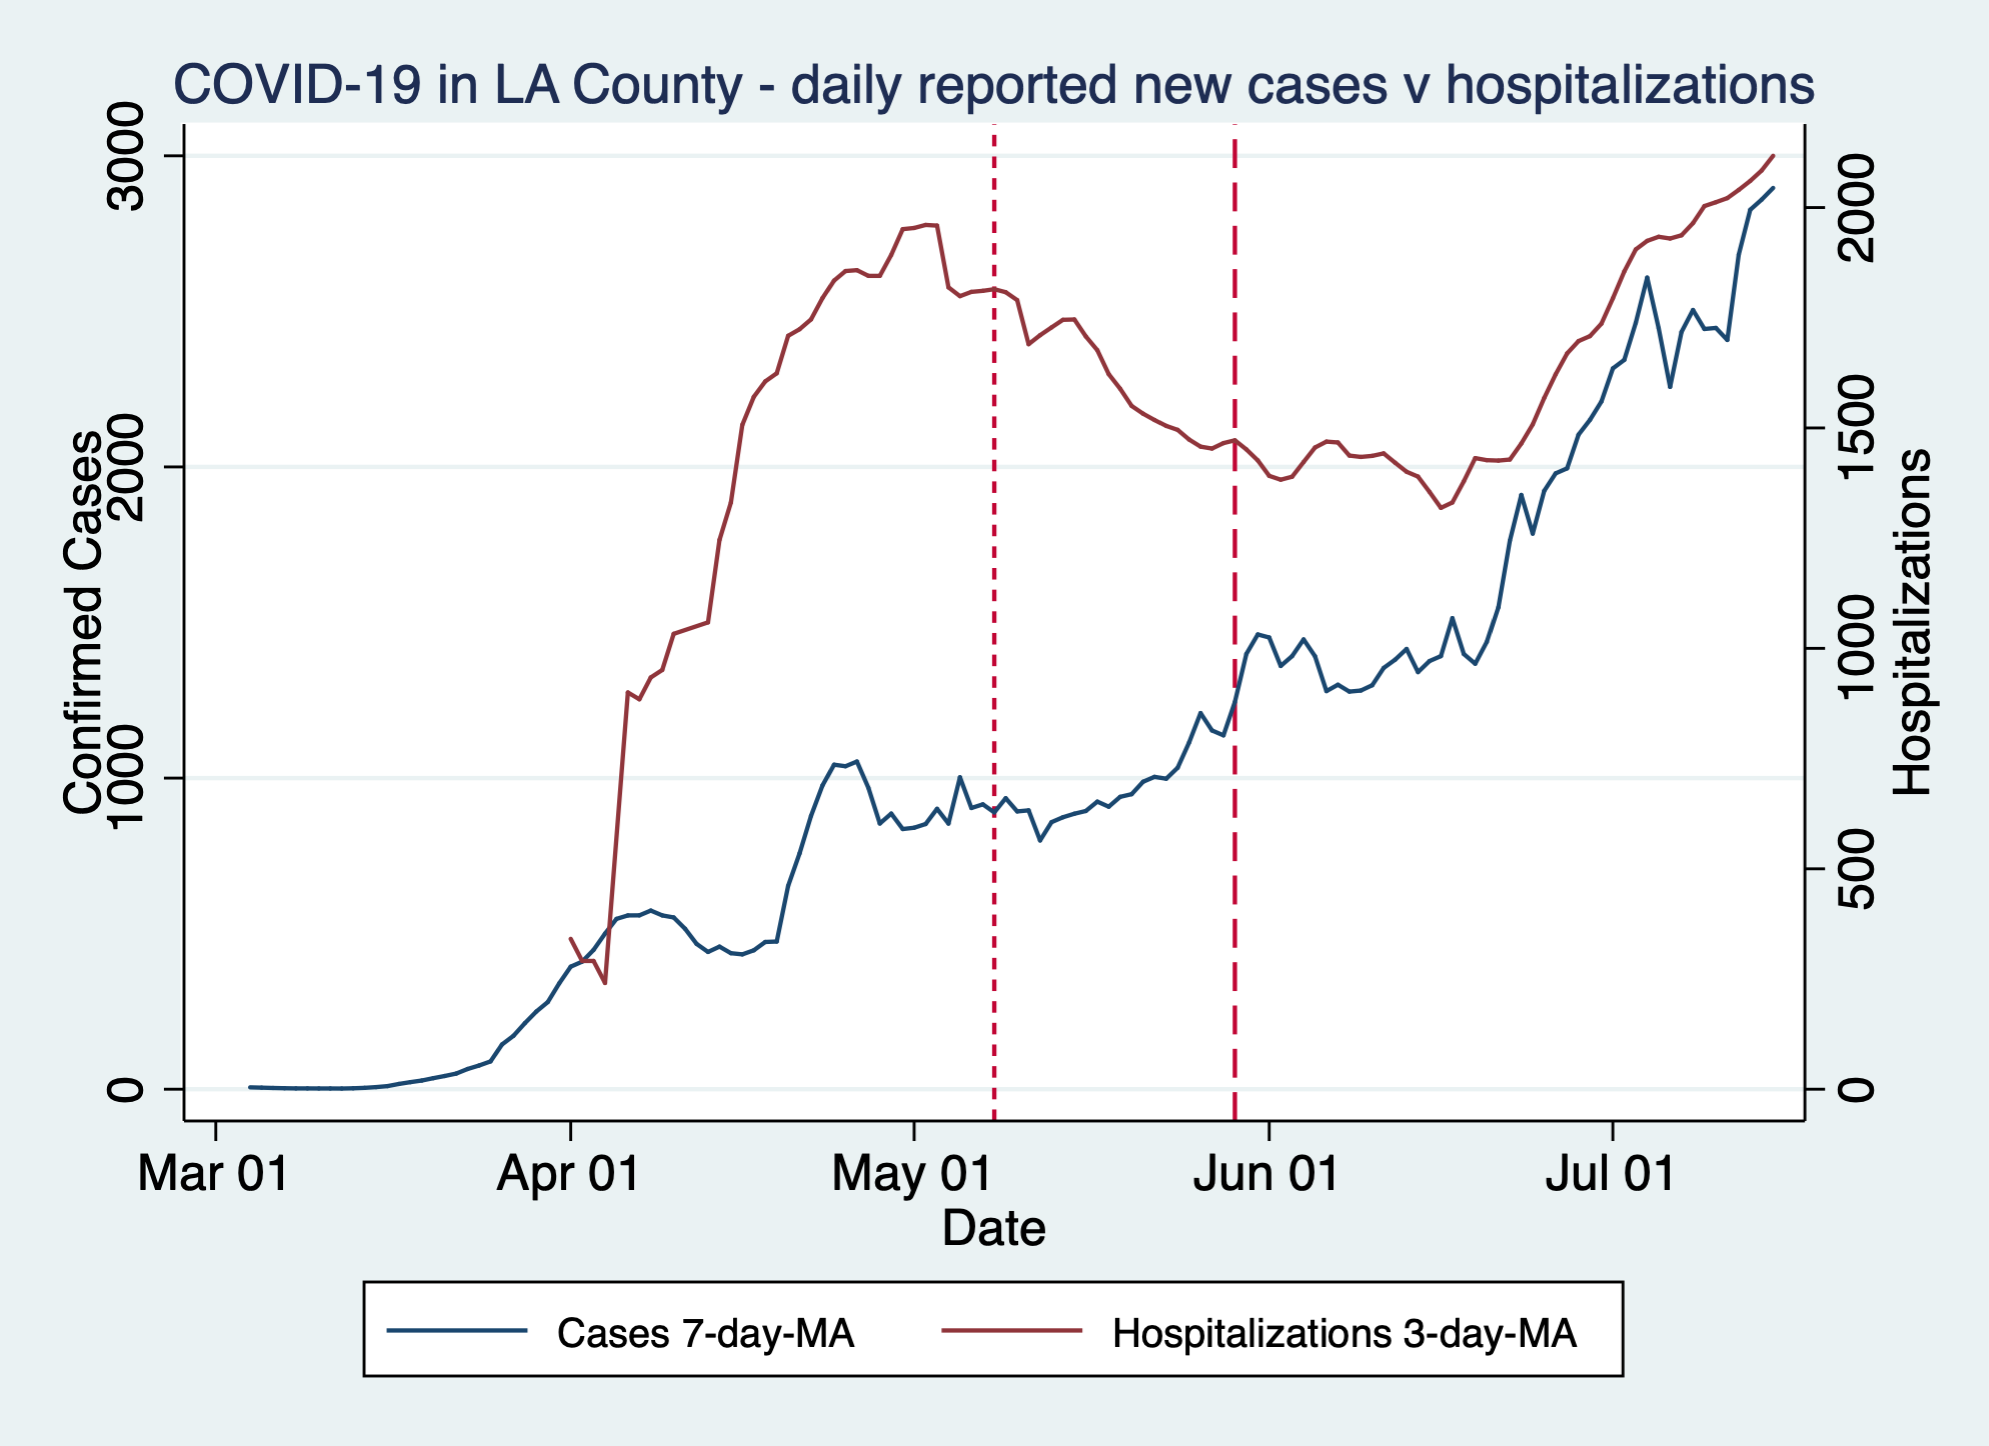 COVID-19 in LA County - daily reported new cases v hospitalizations
Confirmed Cases
3000
2000
1000
0
Hospitalizations
2000
1500
1000
500
0
Mar 01 Apr 01 May 01 Jun 01 Jul 01
Date
Cases 7-day-MA Hospitalizations 3-day-MA